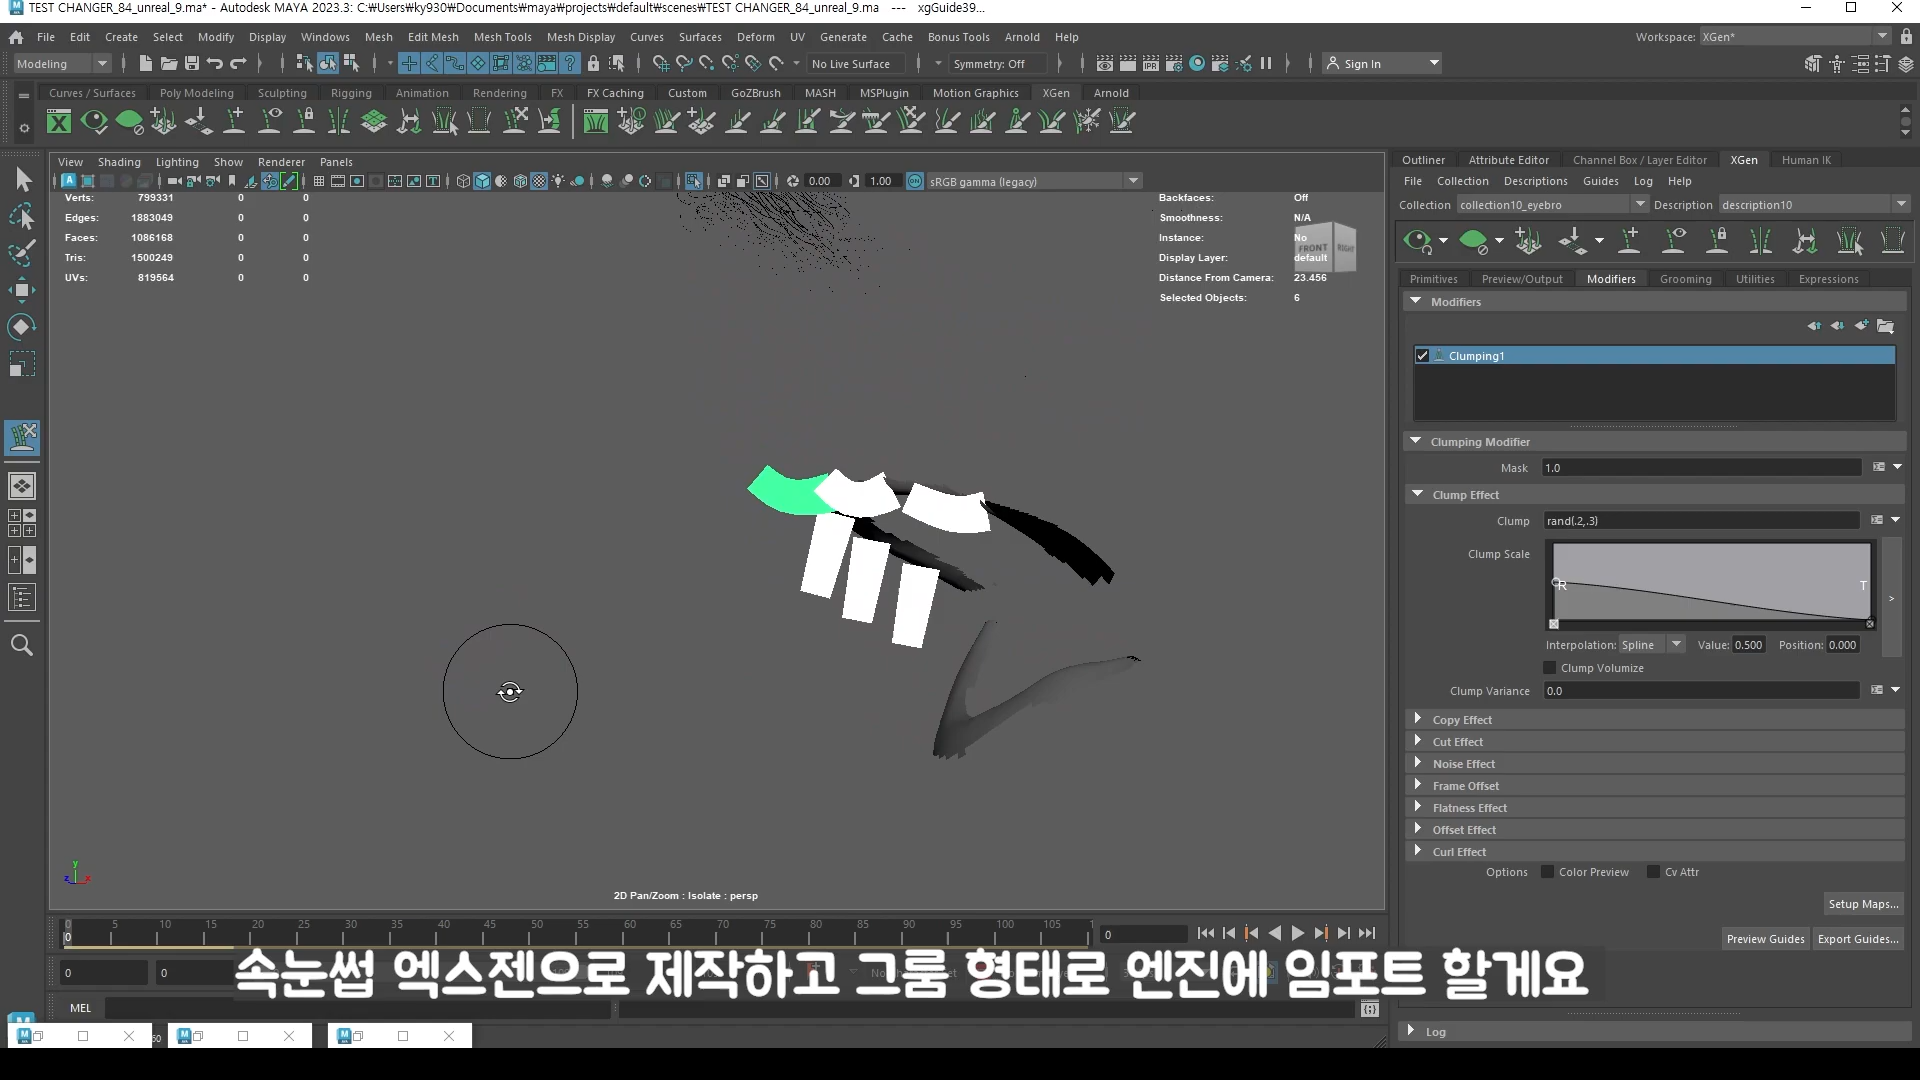 TEST CHANGER_84_unreal_9.ma* - Autodesk MAYA 2023.3: C:₩Users₩ky930₩Documents₩maya₩projects₩default₩scenes₩TEST CHANGER_84_unreal_9.ma --- xgGuide39...
File Edit Create Select Modify Display Windows Mesh Edit Mesh Mesh Tools Mesh Display Curves Surfaces Deform UV Generate Cache Bonus Tools Arnold Help
Workspace: XGen*
Modeling
No Live Surface
Symmetry: Off
Sign In
Curves / Surfaces Poly Modeling Sculpting Rigging Animation Rendering FX FX Caching Custom GoZBrush MASH MSPlugin Motion Graphics XGen Arnold
View Shading Lighting Show Renderer Panels
0.00 1.00 sRGB gamma (legacy)
Verts: 799331 0 0
Edges: 1883049 0 0
Faces: 1086168 0 0
Tris: 1500249 0 0
UVs: 819564 0 0
Backfaces: Off
Smoothness: N/A
Instance: No
Display Layer: default
Distance From Camera: 23.456
Selected Objects: 6
FRONT RIGHT
y
z x
2D Pan/Zoom : Isolate : persp
Outliner Attribute Editor Channel Box / Layer Editor XGen Human IK
File Collection Descriptions Guides Log Help
Collection collection10_eyebro Description description10
Primitives Preview/Output Modifiers Grooming Utilities Expressions
Modifiers
Clumping1
Clumping Modifier
Mask 1.0
Clump Effect
Clump rand(.2,.3)
Clump Scale
R T
>
Interpolation: Spline Value: 0.500 Position: 0.000
Clump Volumize
Clump Variance 0.0
Copy Effect
Cut Effect
Noise Effect
Frame Offset
Flatness Effect
Offset Effect
Curl Effect
Options Color Preview Cv Attr
Setup Maps...
Preview Guides Export Guides...
Log
0 5 10 15 20 25 30 35 40 45 50 55 60 65 70 75 80 85 90 95 100 105 1
0
0
0 0
속눈썹 엑스젠으로 제작하고 그룸 형태로 엔진에 임포트 할게요
MEL